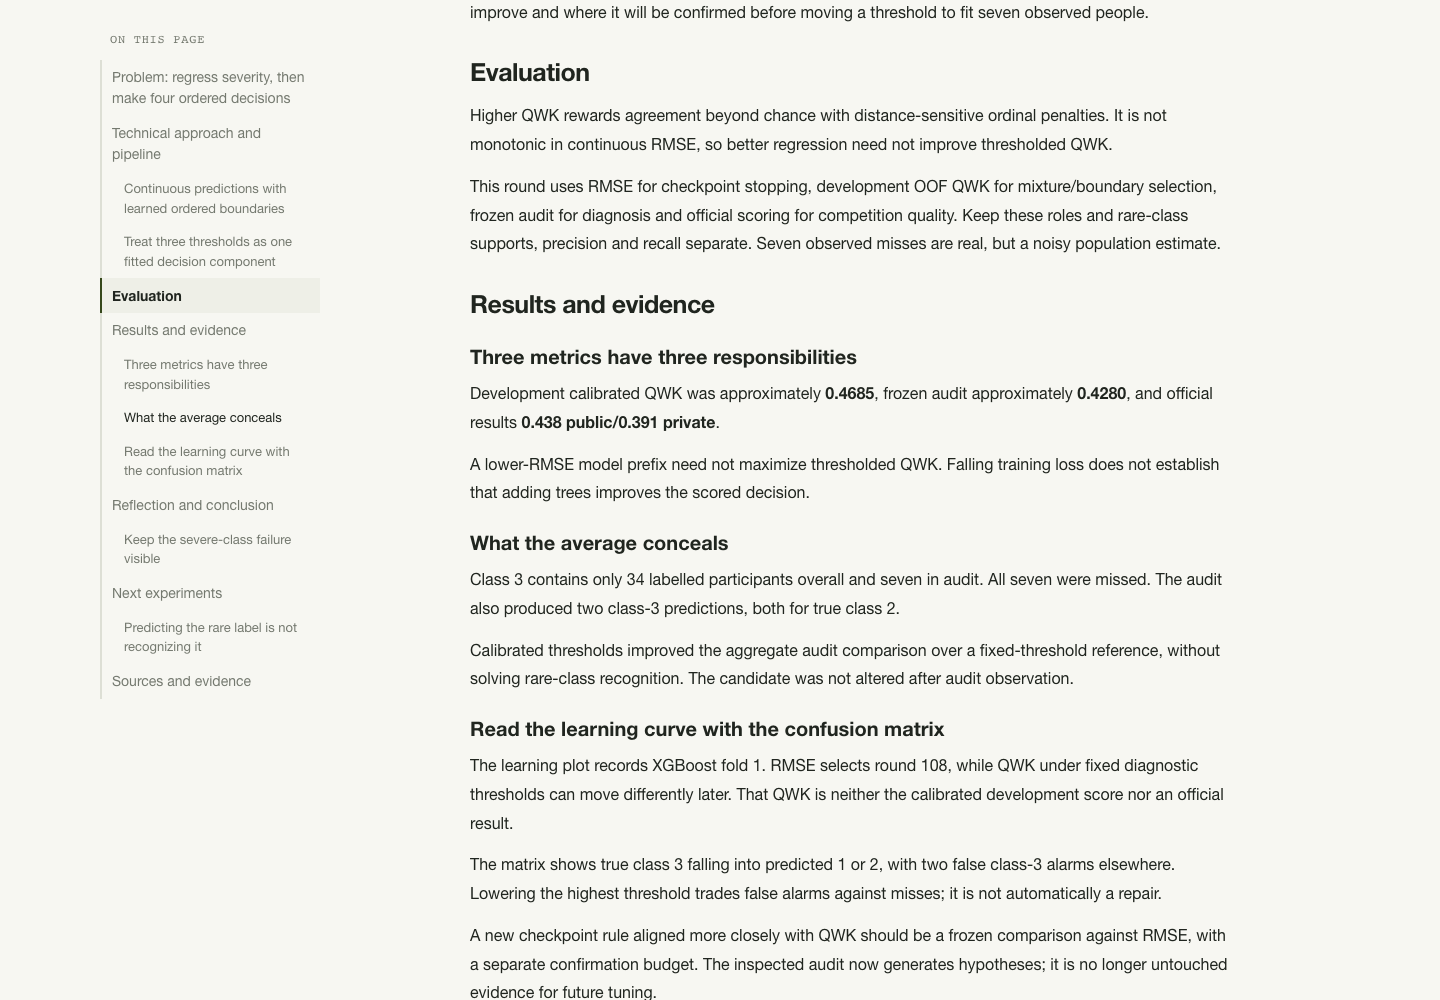 improve and where it will be confirmed before moving a threshold to fit seven observed people.
ON THIS PAGE
Problem: regress severity, then
make four ordered decisions
Technical approach and
pipeline
Continuous predictions with
learned ordered boundaries
Treat three thresholds as one
fitted decision component
Evaluation
Results and evidence
Three metrics have three
responsibilities
What the average conceals
Read the learning curve with
the confusion matrix
Reflection and conclusion
Keep the severe-class failure
visible
Next experiments
Predicting the rare label is not
recognizing it
Sources and evidence
Evaluation
Higher QWK rewards agreement beyond chance with distance-sensitive ordinal penalties. It is not
monotonic in continuous RMSE, so better regression need not improve thresholded QWK.
This round uses RMSE for checkpoint stopping, development OOF QWK for mixture/boundary selection,
frozen audit for diagnosis and official scoring for competition quality. Keep these roles and rare-class
supports, precision and recall separate. Seven observed misses are real, but a noisy population estimate.
Results and evidence
Three metrics have three responsibilities
Development calibrated QWK was approximately 0.4685, frozen audit approximately 0.4280, and official
results 0.438 public/0.391 private.
A lower-RMSE model prefix need not maximize thresholded QWK. Falling training loss does not establish
that adding trees improves the scored decision.
What the average conceals
Class 3 contains only 34 labelled participants overall and seven in audit. All seven were missed. The audit
also produced two class-3 predictions, both for true class 2.
Calibrated thresholds improved the aggregate audit comparison over a fixed-threshold reference, without
solving rare-class recognition. The candidate was not altered after audit observation.
Read the learning curve with the confusion matrix
The learning plot records XGBoost fold 1. RMSE selects round 108, while QWK under fixed diagnostic
thresholds can move differently later. That QWK is neither the calibrated development score nor an official
result.
The matrix shows true class 3 falling into predicted 1 or 2, with two false class-3 alarms elsewhere.
Lowering the highest threshold trades false alarms against misses; it is not automatically a repair.
A new checkpoint rule aligned more closely with QWK should be a frozen comparison against RMSE, with
a separate confirmation budget. The inspected audit now generates hypotheses; it is no longer untouched
evidence for future tuning.